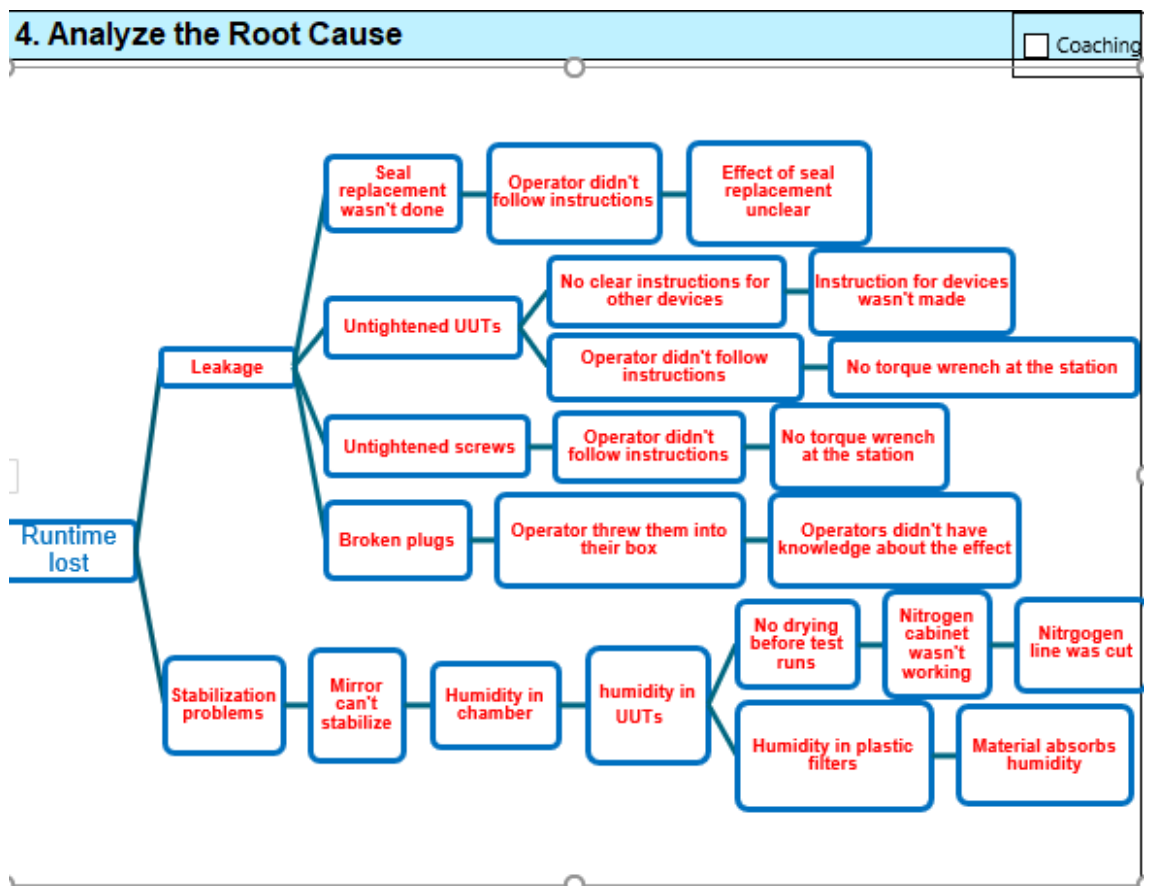 4. Analyze the Root Cause
Coaching
Seal
replacement
wasn't done
Operator didn't
follow instructions
Effect of seal
replacement
unclear
No clear instructions for
other devices
Instruction for devices
wasn't made
Untightened UUTs
Operator didn't follow
instructions
No torque wrench at the station
Leakage
Untightened screws
Operator didn't
follow instructions
No torque wrench
at the station
Broken plugs
Operator threw them into
their box
Operators didn't have
knowledge about the effect
Runtime
lost
Stabilization
problems
Mirror
can't
stabilize
Humidity in
chamber
humidity in
UUTs
No drying
before test
runs
Nitrogen
cabinet
wasn't
working
Nitrgogen
line was cut
Humidity in plastic
filters
Material absorbs
humidity